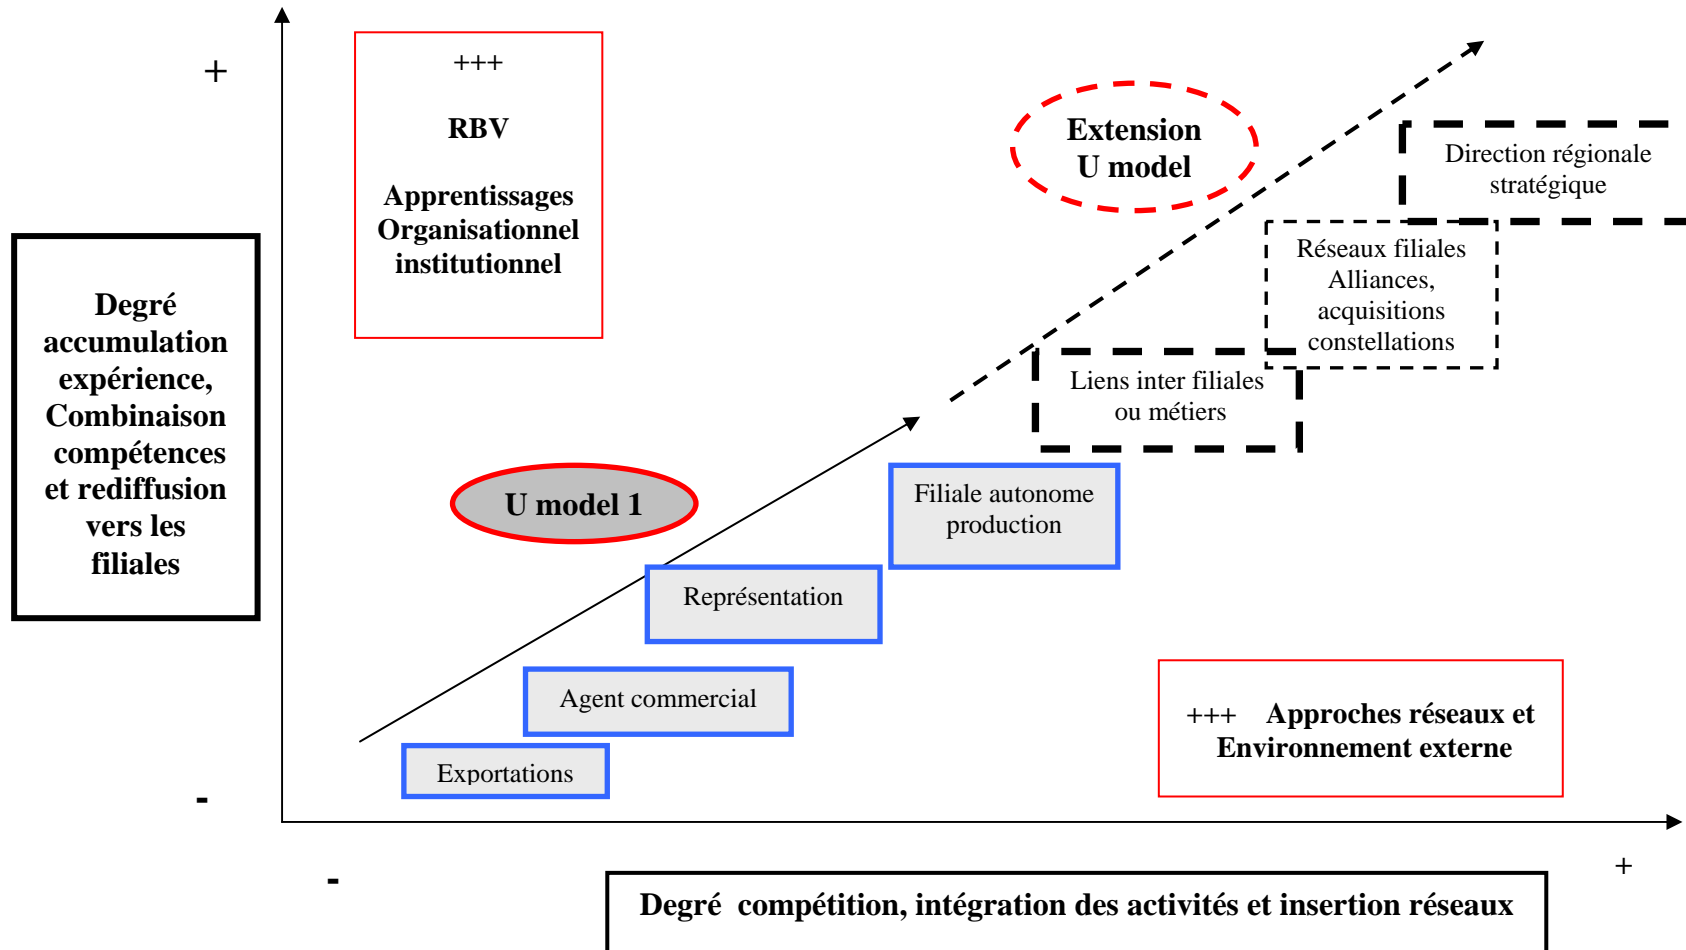 +
+++
RBV
Apprentissages
Organisationnel
institutionnel
Extension
U model
Direction régionale
stratégique
Réseaux filiales
Alliances,
acquisitions
constellations
Liens inter filiales
ou métiers
Degré
accumulation
expérience,
Combinaison
compétences
et rediffusion
vers les
filiales
U model 1
Filiale autonome
production
Représentation
Agent commercial
Exportations
+++ Approches réseaux et
Environnement externe
-
-
+
Degré compétition, intégration des activités et insertion réseaux